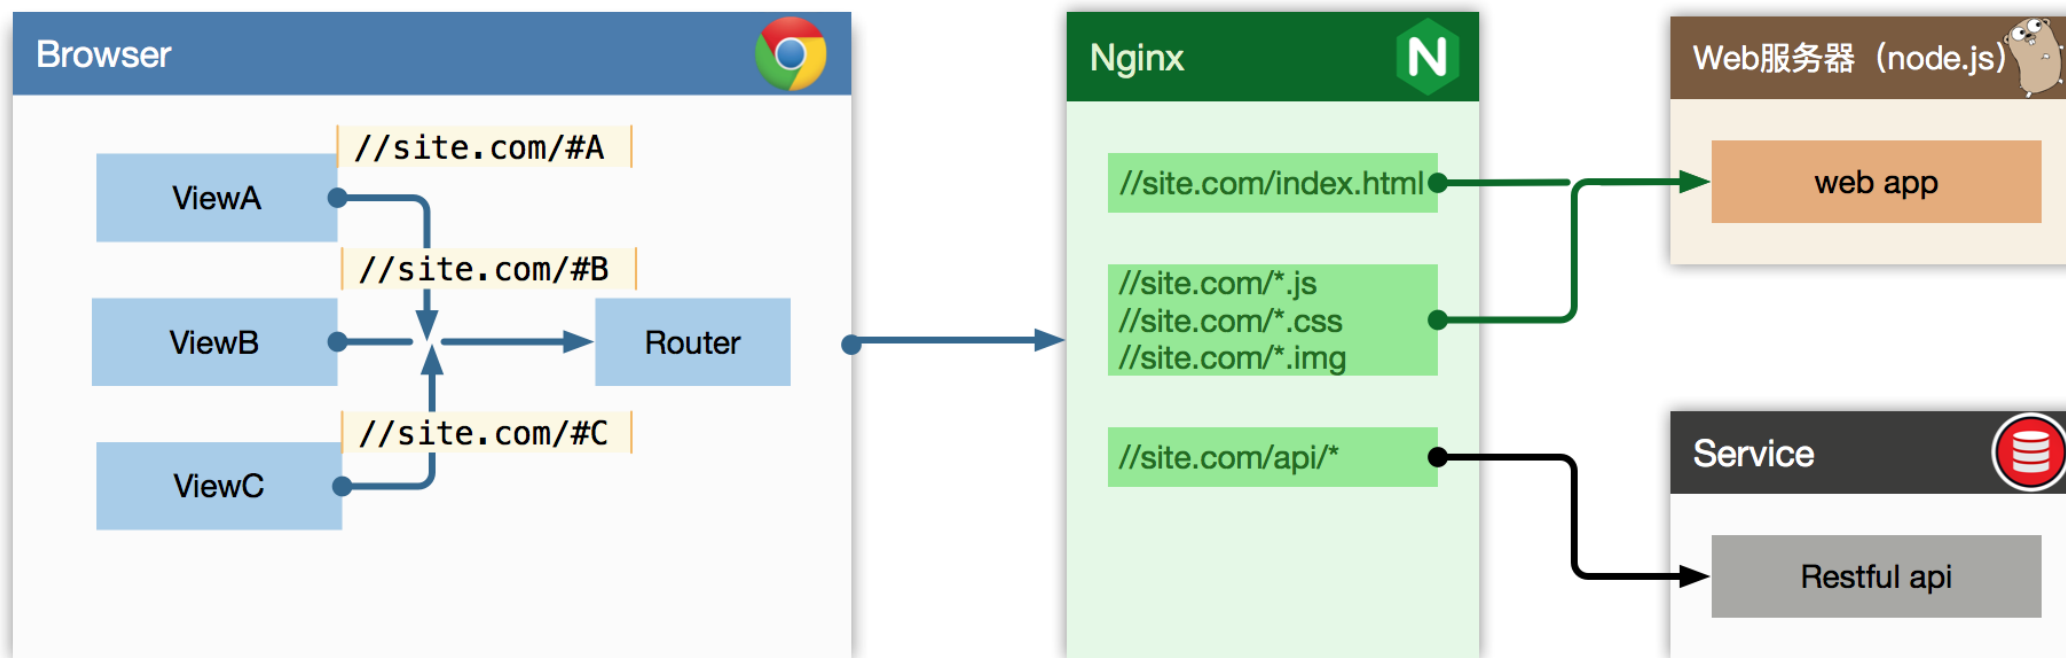 Browser
//site.com/#A
ViewA
//site.com/#B
ViewB
Router
//site.com/#C
ViewC
Nginx
//site.com/index.html
//site.com/*.js
//site.com/*.css
//site.com/*.img
//site.com/api/*
Web服务器（node.js）
web app
Service
Restful api